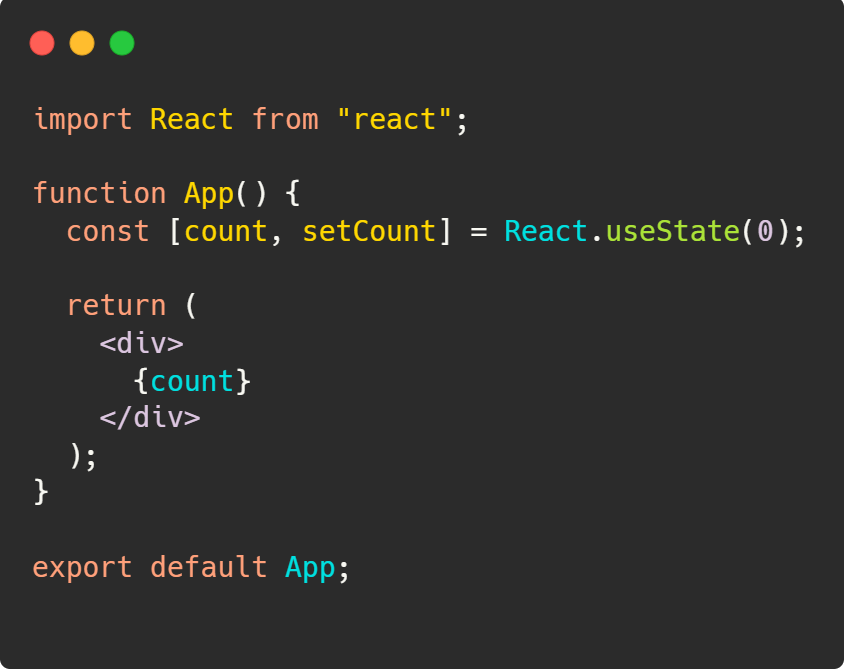 import React from "react";
function App() {
  const [count, setCount] = React.useState(0);
  return (
    <div>
      {count}
    </div>
  );
}
export default App;